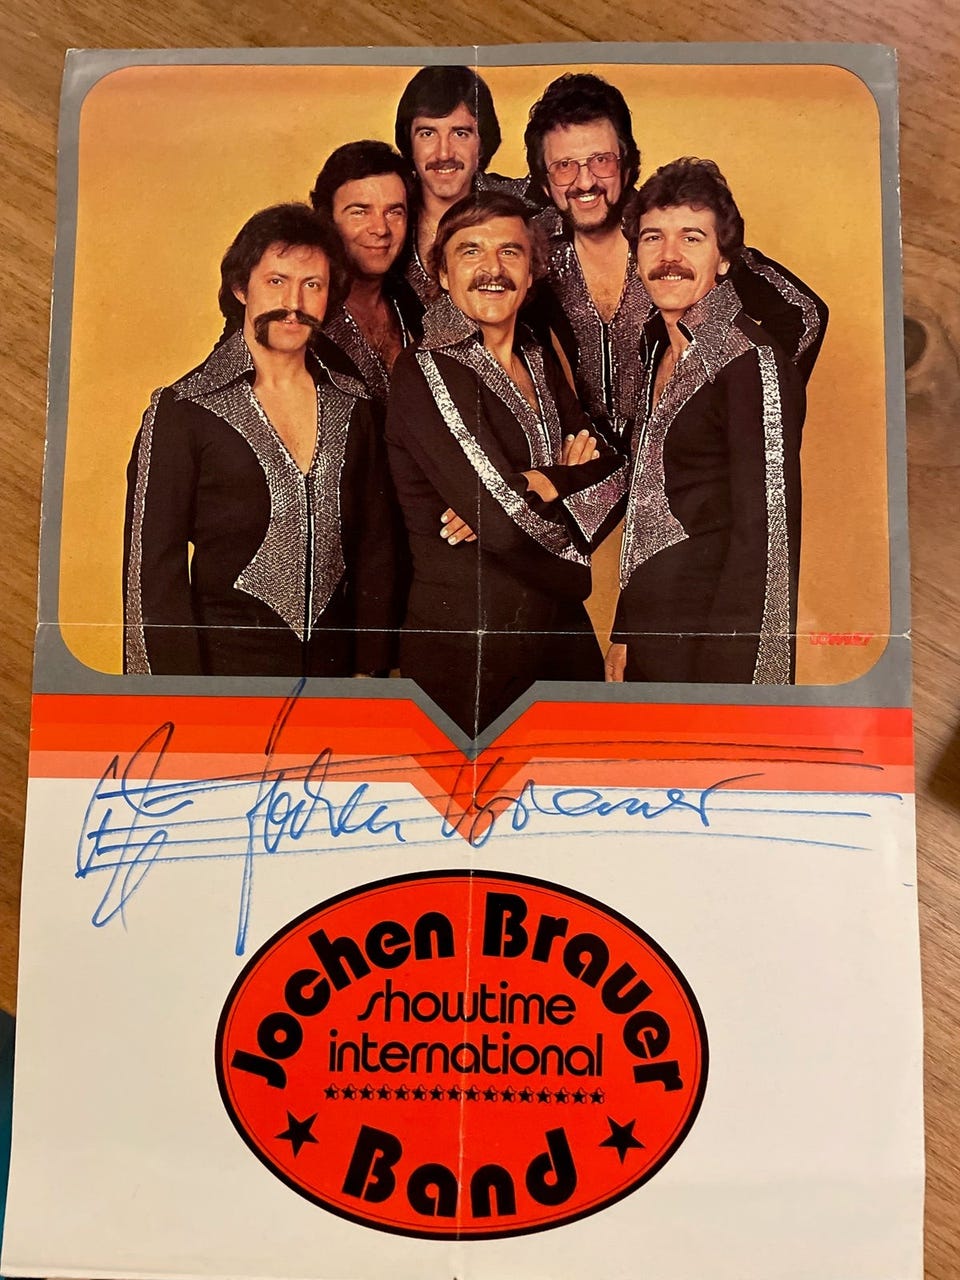 Jochen Brauer
Jochen Brauer
showtime
international
Band